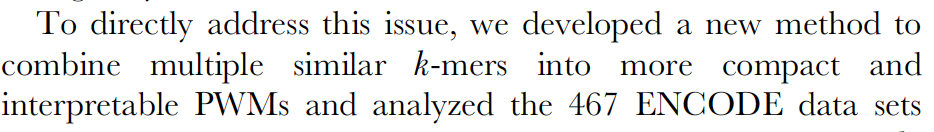 To directly address this issue, we developed a new method to
combine multiple similar k-mers into more compact and
interpretable PWMs and analyzed the 467 ENCODE data sets